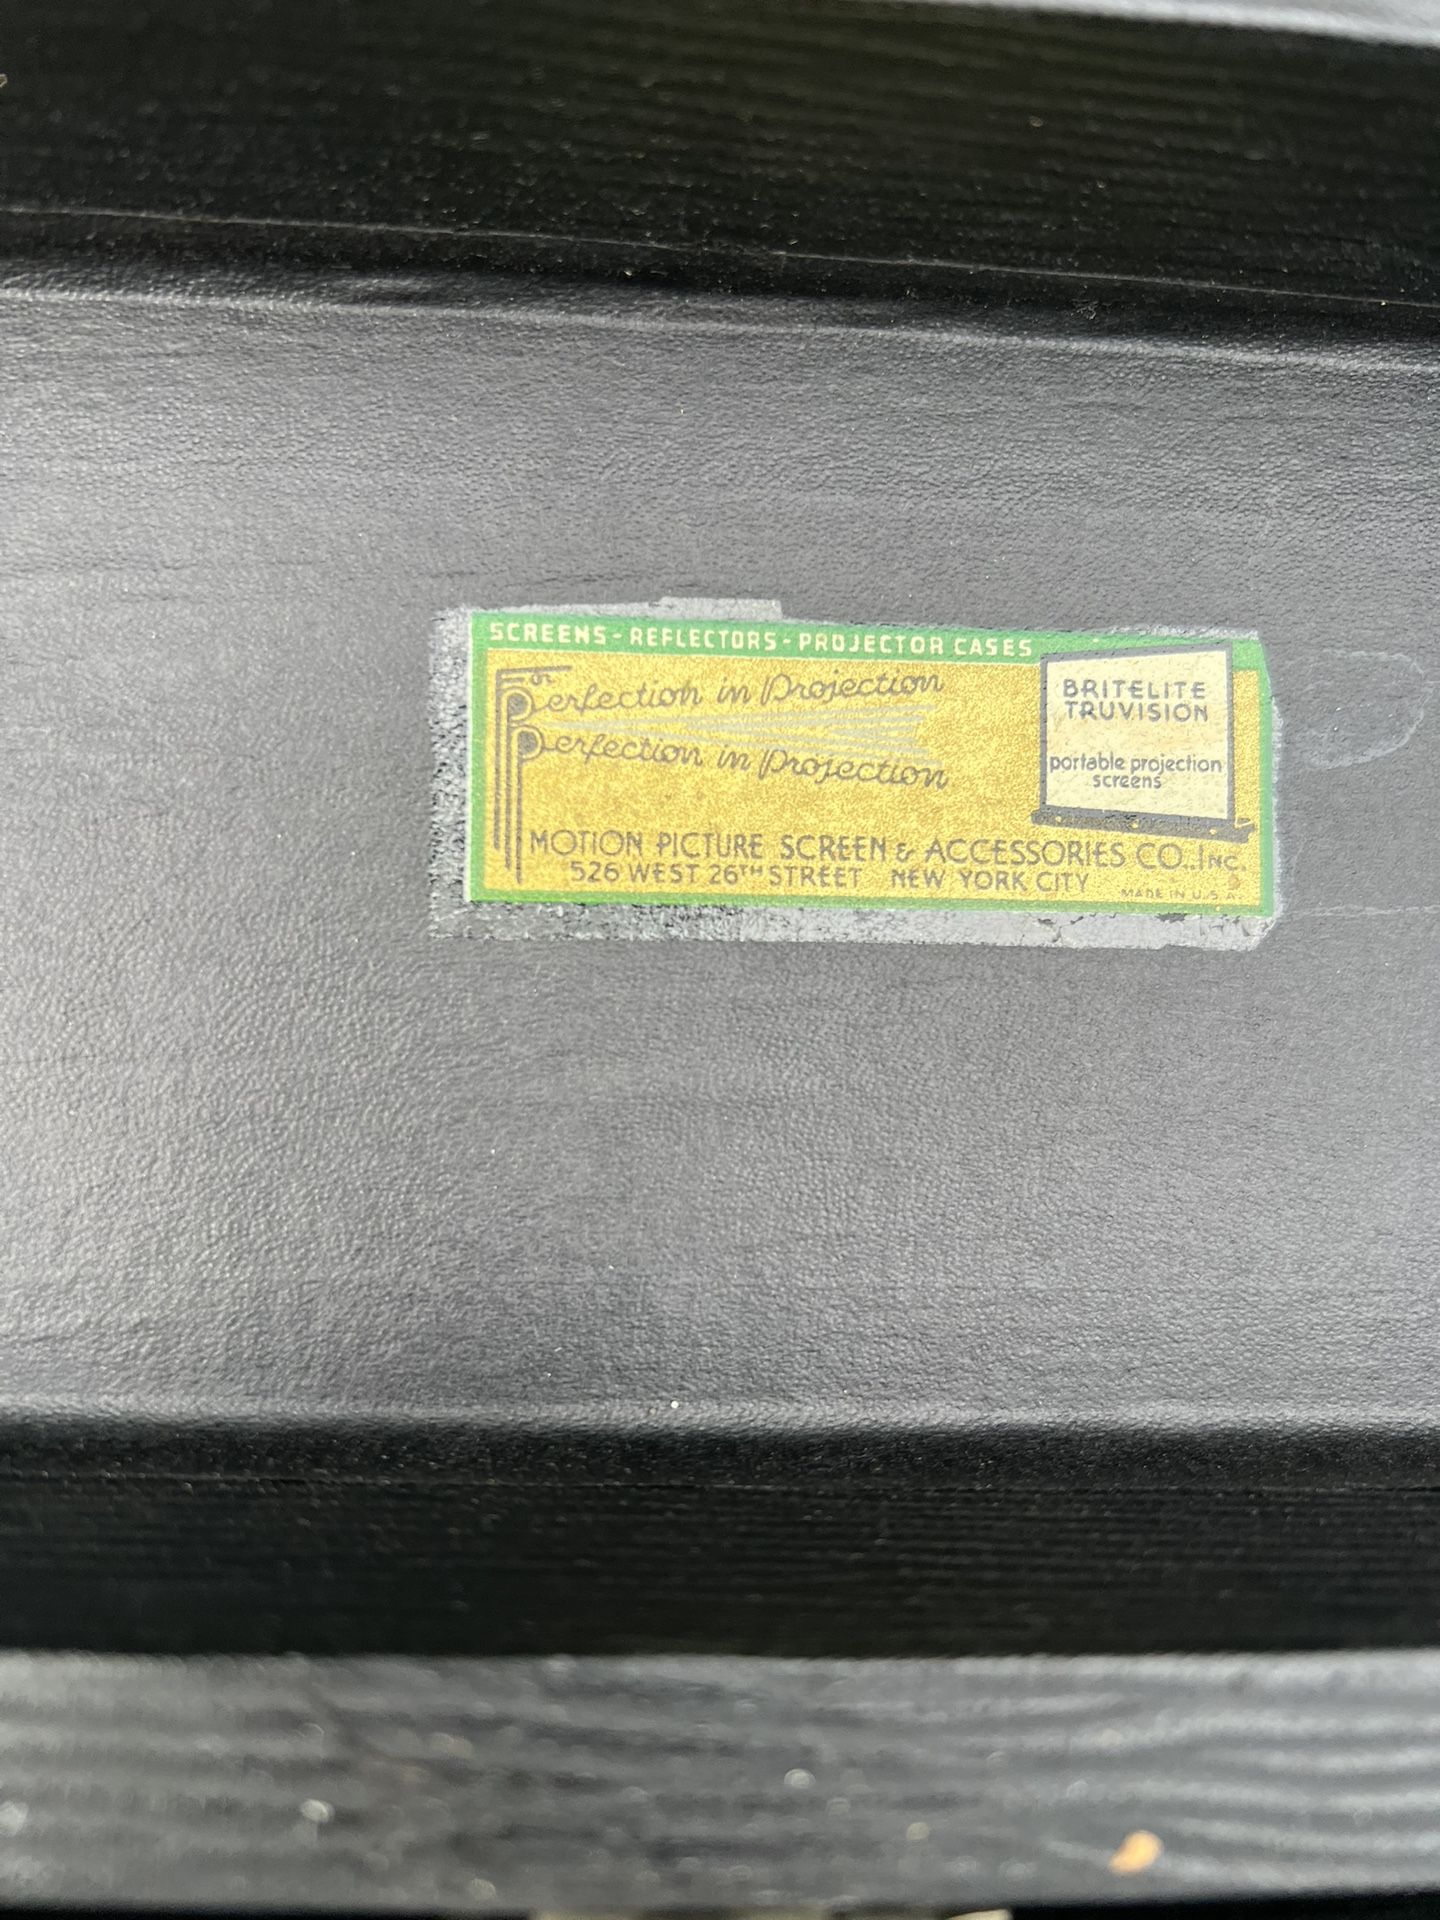 SCREENS - REFLECTORS - PROJECTOR CASES
For
Perfection in Projection
Perfection in Projection
BRITELITE
TRUVISION
portable projection
screens
MOTION PICTURE SCREEN & ACCESSORIES CO., INC.
526 WEST 26TH STREET NEW YORK CITY
MADE IN U.S.A.